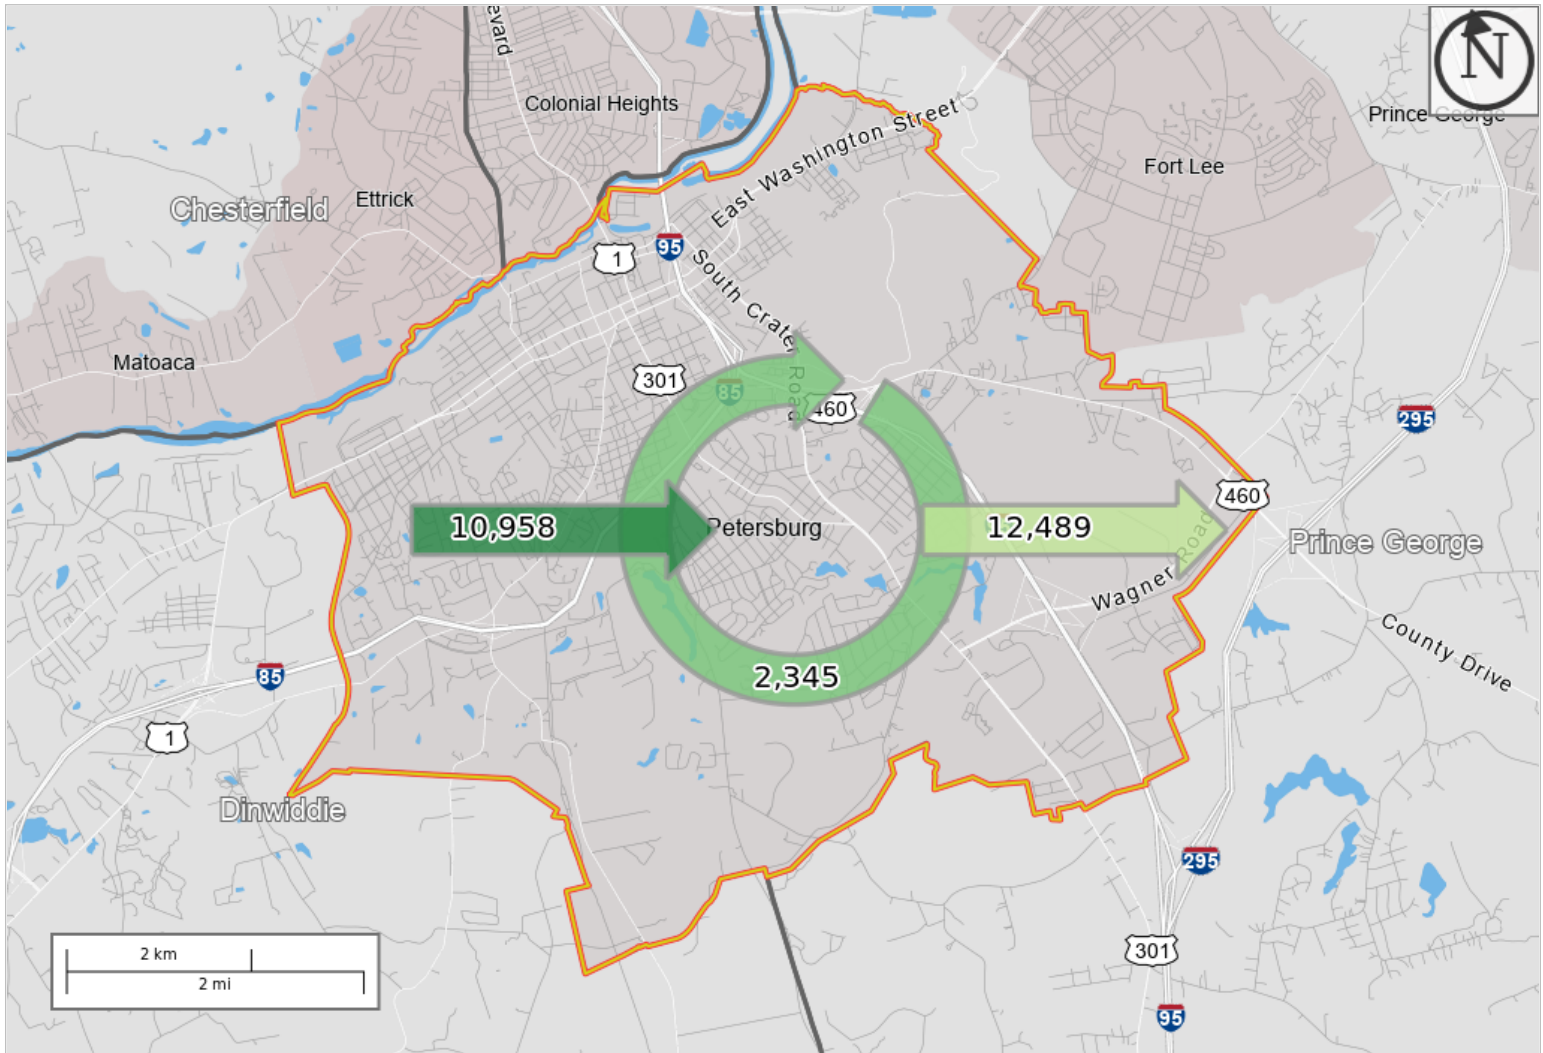 evard
N
Colonial Heights
Prince George
East Washington Street
Fort Lee
Ettrick
Chesterfield
1
95
South Crater Road
Matoaca
301
85
460
295
460
10,958
Petersburg
12,489
Prince George
Wagner Road
County Drive
85
2,345
1
Dinwiddie
295
301
2 km
2 mi
95